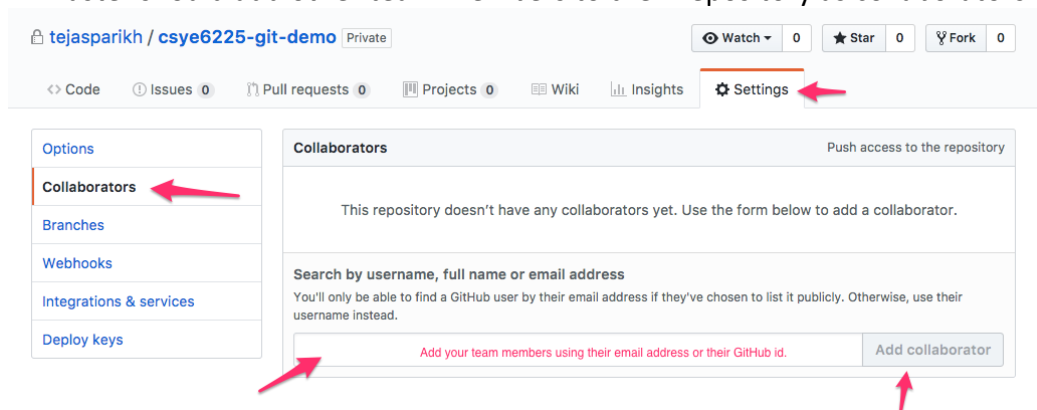 tejasparikh / csye6225-git-demo Private Watch 0 Star 0 Fork 0
Code Issues 0 Pull requests 0 Projects 0 Wiki Insights Settings
Options
Collaborators
Branches
Webhooks
Integrations & services
Deploy keys
Collaborators Push access to the repository
This repository doesn't have any collaborators yet. Use the form below to add a collaborator.
Search by username, full name or email address
You'll only be able to find a GitHub user by their email address if they've chosen to list it publicly. Otherwise, use their
username instead.
Add your team members using their email address or their GitHub id. Add collaborator